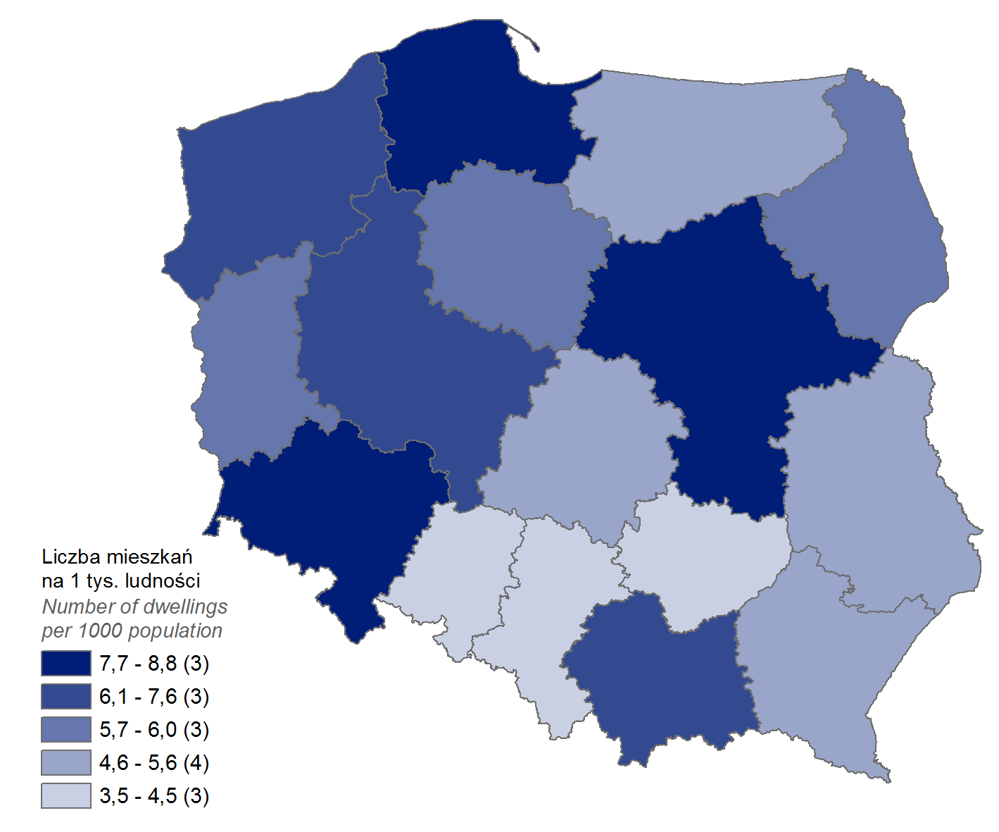 Liczba mieszkań
na 1 tys. ludności
Number of dwellings
per 1000 population
7,7 - 8,8 (3)
6,1 - 7,6 (3)
5,7 - 6,0 (3)
4,6 - 5,6 (4)
3,5 - 4,5 (3)